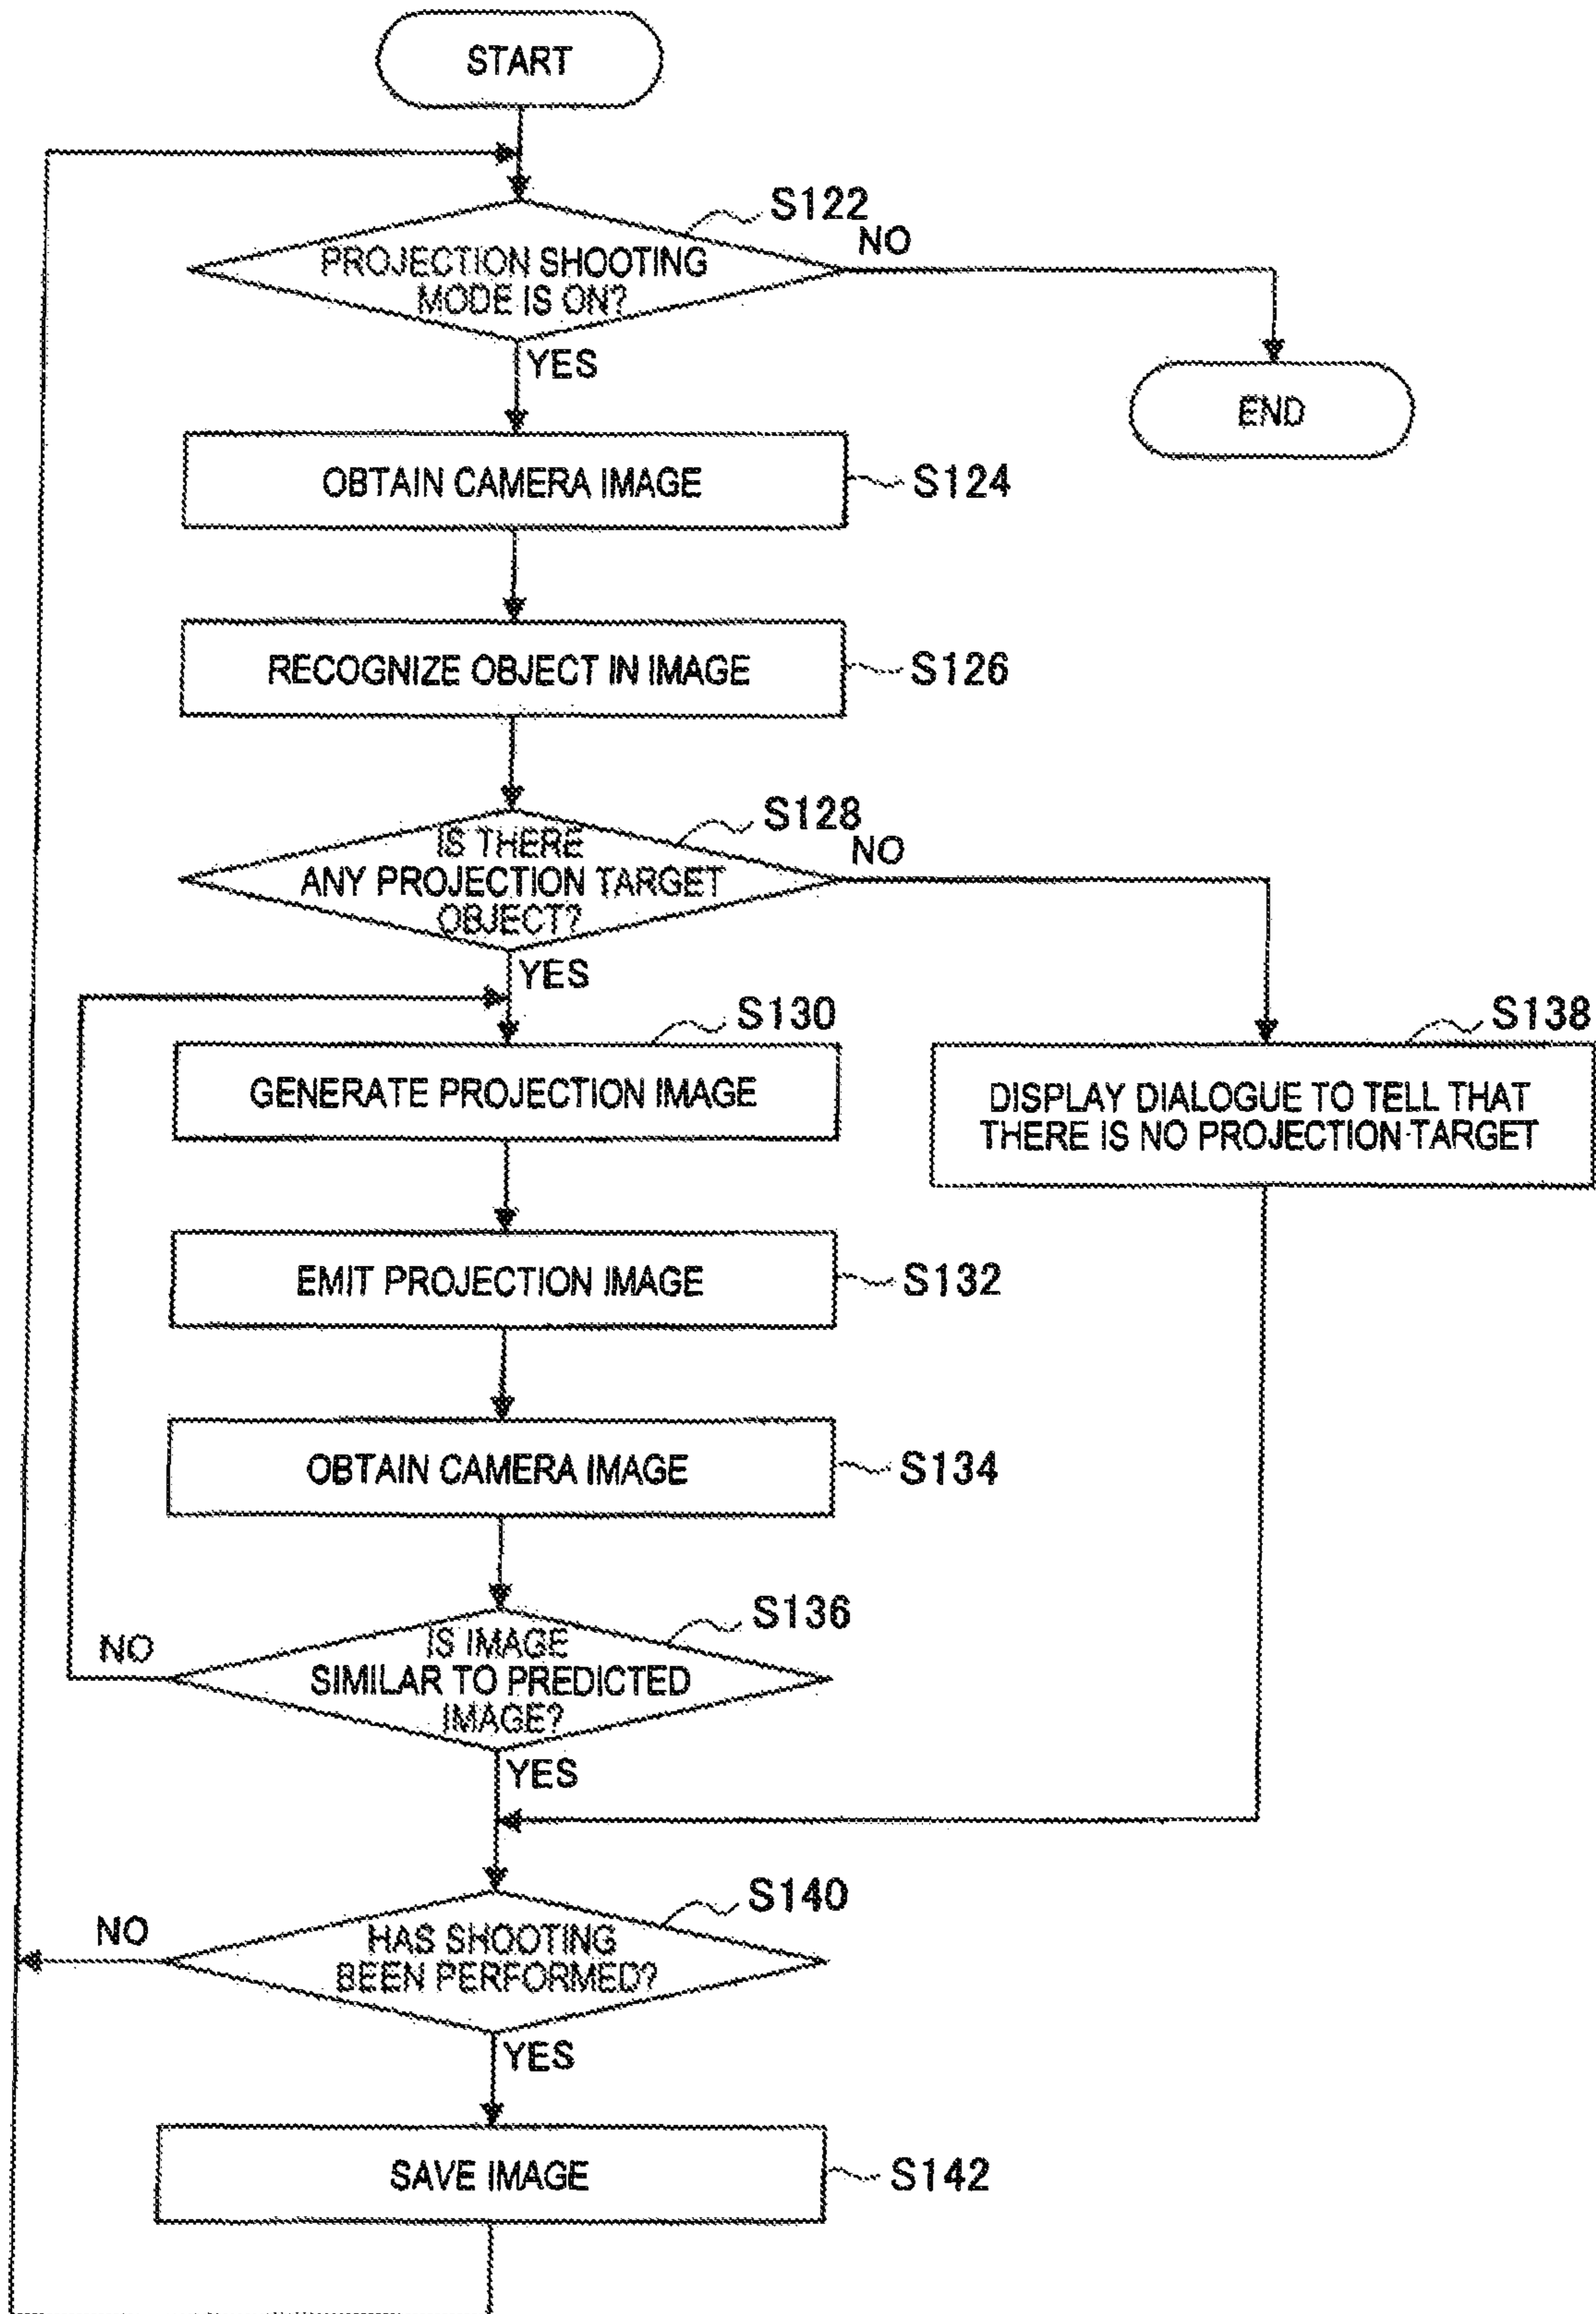 START
S122
NO
PROJECTION SHOOTING
MODE IS ON?
YES
END
OBTAIN CAMERA IMAGE
S124
RECOGNIZE OBJECT IN IMAGE
S126
S128
IS THERE
NO
ANY PROJECTION TARGET
OBJECT?
YES
S130
S138
GENERATE PROJECTION IMAGE
DISPLAY DIALOGUE TO TELL THAT
THERE IS NO PROJECTION TARGET
EMIT PROJECTION IMAGE
S132
OBTAIN CAMERA IMAGE
S134
S136
NO
IS IMAGE
SIMILAR TO PREDICTED
IMAGE?
YES
S140
NO
HAS SHOOTING
BEEN PERFORMED?
YES
SAVE IMAGE
S142